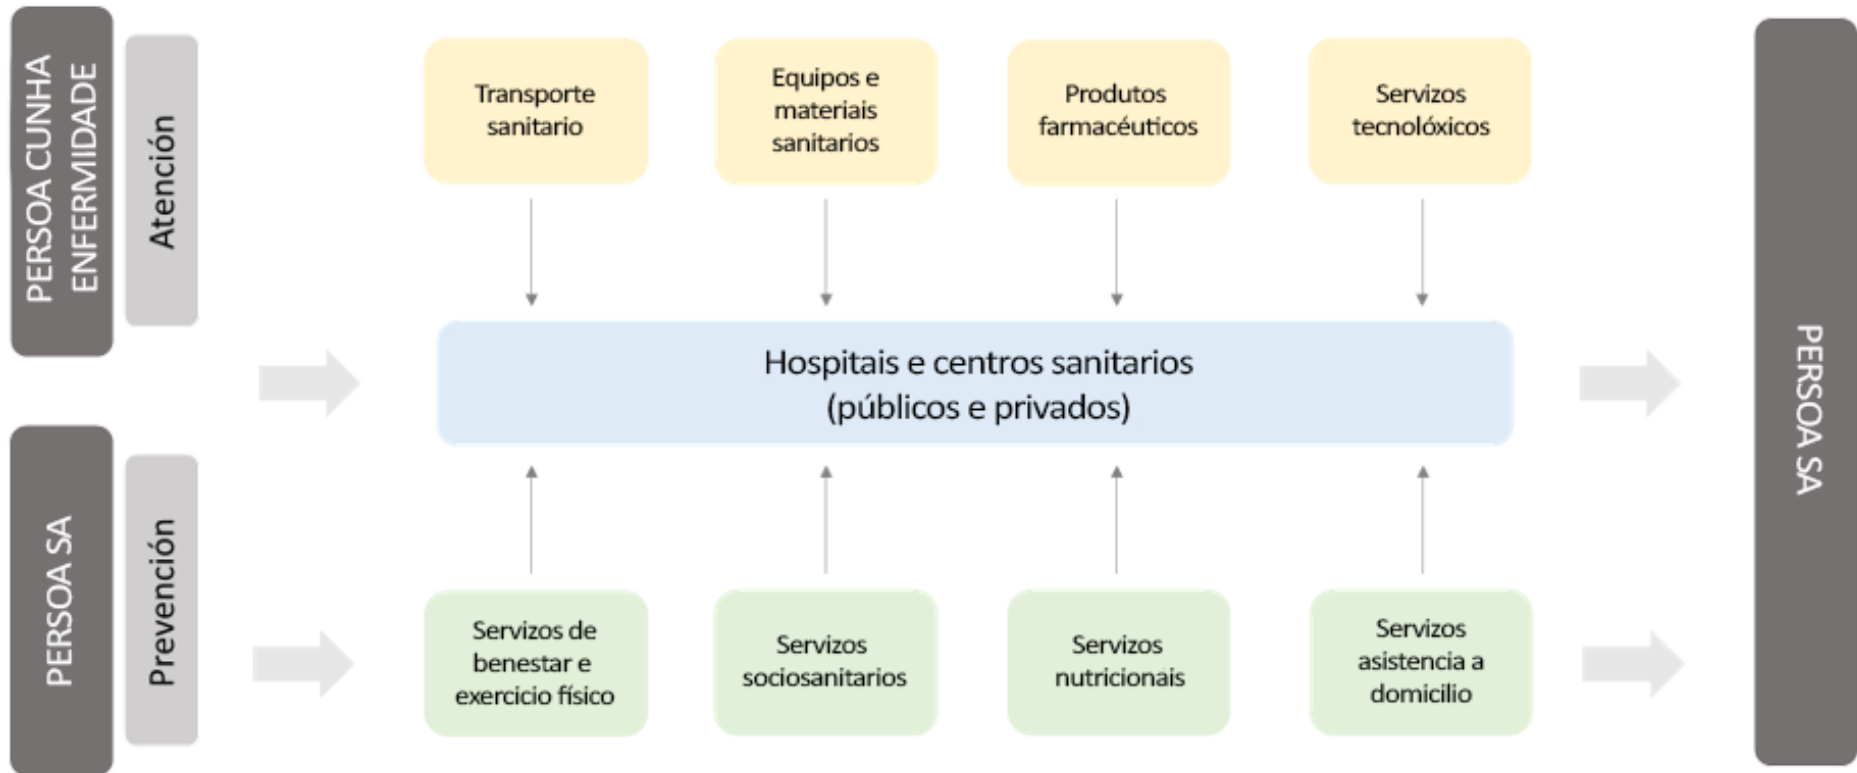 PERSOA CUNHA
ENFERMIDADE
Atención
Transporte
sanitario
Equipos e
materiais
sanitarios
Produtos
farmacéuticos
Servizos
tecnolóxicos
Hospitais e centros sanitarios
(públicos e privados)
PERSOA SA
PERSOA SA
Prevención
Servizos de
benestar e
exercicio físico
Servizos
sociosanitarios
Servizos
nutricionais
Servizos
asistencia a
domicilio